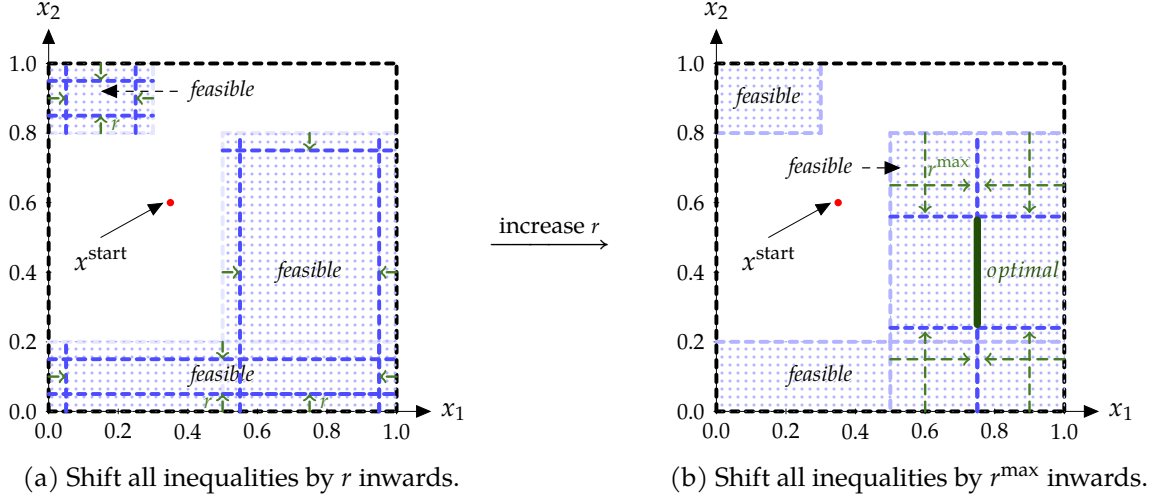 x₂
1.0
feasible
0.8
r
0.6
x^start
0.4
feasible
0.2
feasible
r
r
0.0
0.0 0.2 0.4 0.6 0.8 1.0
x₁
(a) Shift all inequalities by r inwards.
increase r
x₂
1.0
feasible
0.8
feasible
r^max
0.6
x^start
0.4
optimal
0.2
feasible
0.0
0.0 0.2 0.4 0.6 0.8 1.0
x₁
(b) Shift all inequalities by r^max inwards.